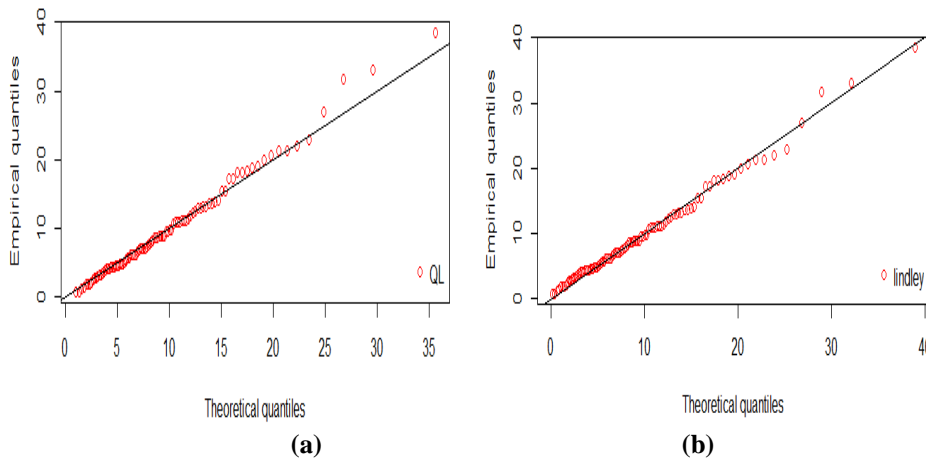 Empirical quantiles
40
30
20
10
0
QL
0 5 10 15 20 25 30 35
Theoretical quantiles
(a)
Empirical quantiles
40
30
20
10
0
lindley
0 10 20 30 40
Theoretical quantiles
(b)